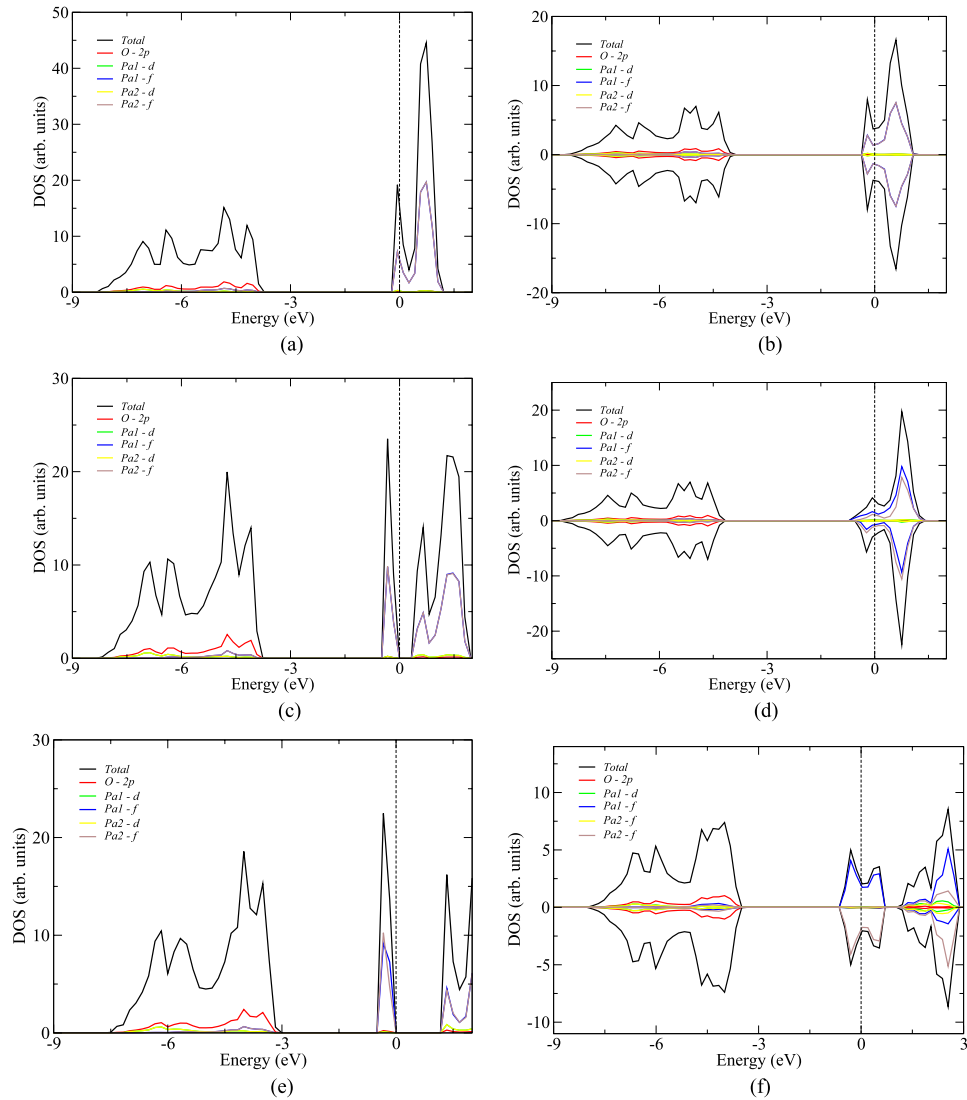 50
40
30
20
10
0
DOS (arb. units)
Total
O - 2p
Pa1 - d
Pa1 - f
Pa2 - d
Pa2 - f
-9
-6
-3
0
Energy (eV)
(a)
20
10
0
-10
-20
DOS (arb. units)
Total
O - 2p
Pa1 - d
Pa1 - f
Pa2 - d
Pa2 - f
-9
-6
-3
0
Energy (eV)
(b)
30
20
10
0
DOS (arb. units)
Total
O - 2p
Pa1 - d
Pa1 - f
Pa2 - d
Pa2 - f
-9
-6
-3
0
Energy (eV)
(c)
20
10
0
-10
-20
DOS (arb. units)
Total
O - 2p
Pa1 - d
Pa1 - f
Pa2 - d
Pa2 - f
-9
-6
-3
0
Energy (eV)
(d)
30
20
10
0
DOS (arb. units)
Total
O - 2p
Pa1 - d
Pa1 - f
Pa2 - d
Pa2 - f
-9
-6
-3
0
Energy (eV)
(e)
10
5
0
-5
-10
DOS (arb. units)
Total
O - 2p
Pa1 - d
Pa1 - f
Pa2 - d
Pa2 - f
-9
-6
-3
0
3
Energy (eV)
(f)